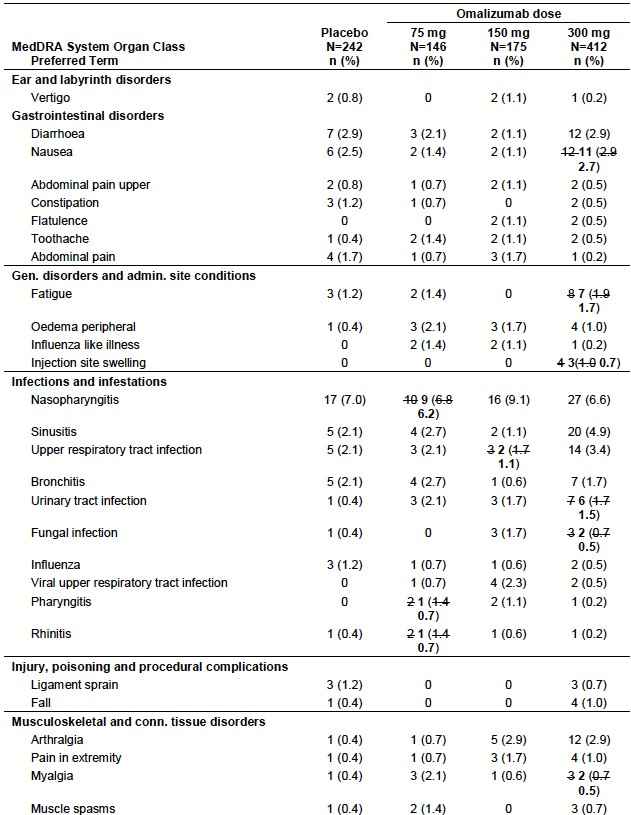 Omalizumab dose
Placebo 75 mg 150 mg 300 mg
MedDRA System Organ Class N=242 N=146 N=175 N=412
Preferred Term n (%) n (%) n (%) n (%)
Ear and labyrinth disorders
Vertigo 2 (0.8) 0 2 (1.1) 1 (0.2)
Gastrointestinal disorders
Diarrhoea 7 (2.9) 3 (2.1) 2 (1.1) 12 (2.9)
Nausea 6 (2.5) 2 (1.4) 2 (1.1) 12 11 (2.9
2.7)
Abdominal pain upper 2 (0.8) 1 (0.7) 2 (1.1) 2 (0.5)
Constipation 3 (1.2) 1 (0.7) 0 2 (0.5)
Flatulence 0 0 2 (1.1) 2 (0.5)
Toothache 1 (0.4) 2 (1.4) 2 (1.1) 2 (0.5)
Abdominal pain 4 (1.7) 1 (0.7) 3 (1.7) 1 (0.2)
Gen. disorders and admin. site conditions
Fatigue 3 (1.2) 2 (1.4) 0 8 7 (1.9
1.7)
Oedema peripheral 1 (0.4) 3 (2.1) 3 (1.7) 4 (1.0)
Influenza like illness 0 2 (1.4) 2 (1.1) 1 (0.2)
Injection site swelling 0 0 0 4 3(1.0 0.7)
Infections and infestations
Nasopharyngitis 17 (7.0) 10 9 (6.8 16 (9.1) 27 (6.6)
6.2)
Sinusitis 5 (2.1) 4 (2.7) 2 (1.1) 20 (4.9)
Upper respiratory tract infection 5 (2.1) 3 (2.1) 3 2 (1.7 14 (3.4)
1.1)
Bronchitis 5 (2.1) 4 (2.7) 1 (0.6) 7 (1.7)
Urinary tract infection 1 (0.4) 3 (2.1) 3 (1.7) 7 6 (1.7
1.5)
Fungal infection 1 (0.4) 0 3 (1.7) 3 2 (0.7
0.5)
Influenza 3 (1.2) 1 (0.7) 1 (0.6) 2 (0.5)
Viral upper respiratory tract infection 0 1 (0.7) 4 (2.3) 2 (0.5)
Pharyngitis 0 2 1 (1.4 2 (1.1) 1 (0.2)
0.7)
Rhinitis 1 (0.4) 2 1 (1.4 1 (0.6) 1 (0.2)
0.7)
Injury, poisoning and procedural complications
Ligament sprain 3 (1.2) 0 0 3 (0.7)
Fall 1 (0.4) 0 0 4 (1.0)
Musculoskeletal and conn. tissue disorders
Arthralgia 1 (0.4) 1 (0.7) 5 (2.9) 12 (2.9)
Pain in extremity 1 (0.4) 1 (0.7) 3 (1.7) 4 (1.0)
Myalgia 1 (0.4) 3 (2.1) 1 (0.6) 3 2 (0.7
0.5)
Muscle spasms 1 (0.4) 2 (1.4) 0 3 (0.7)